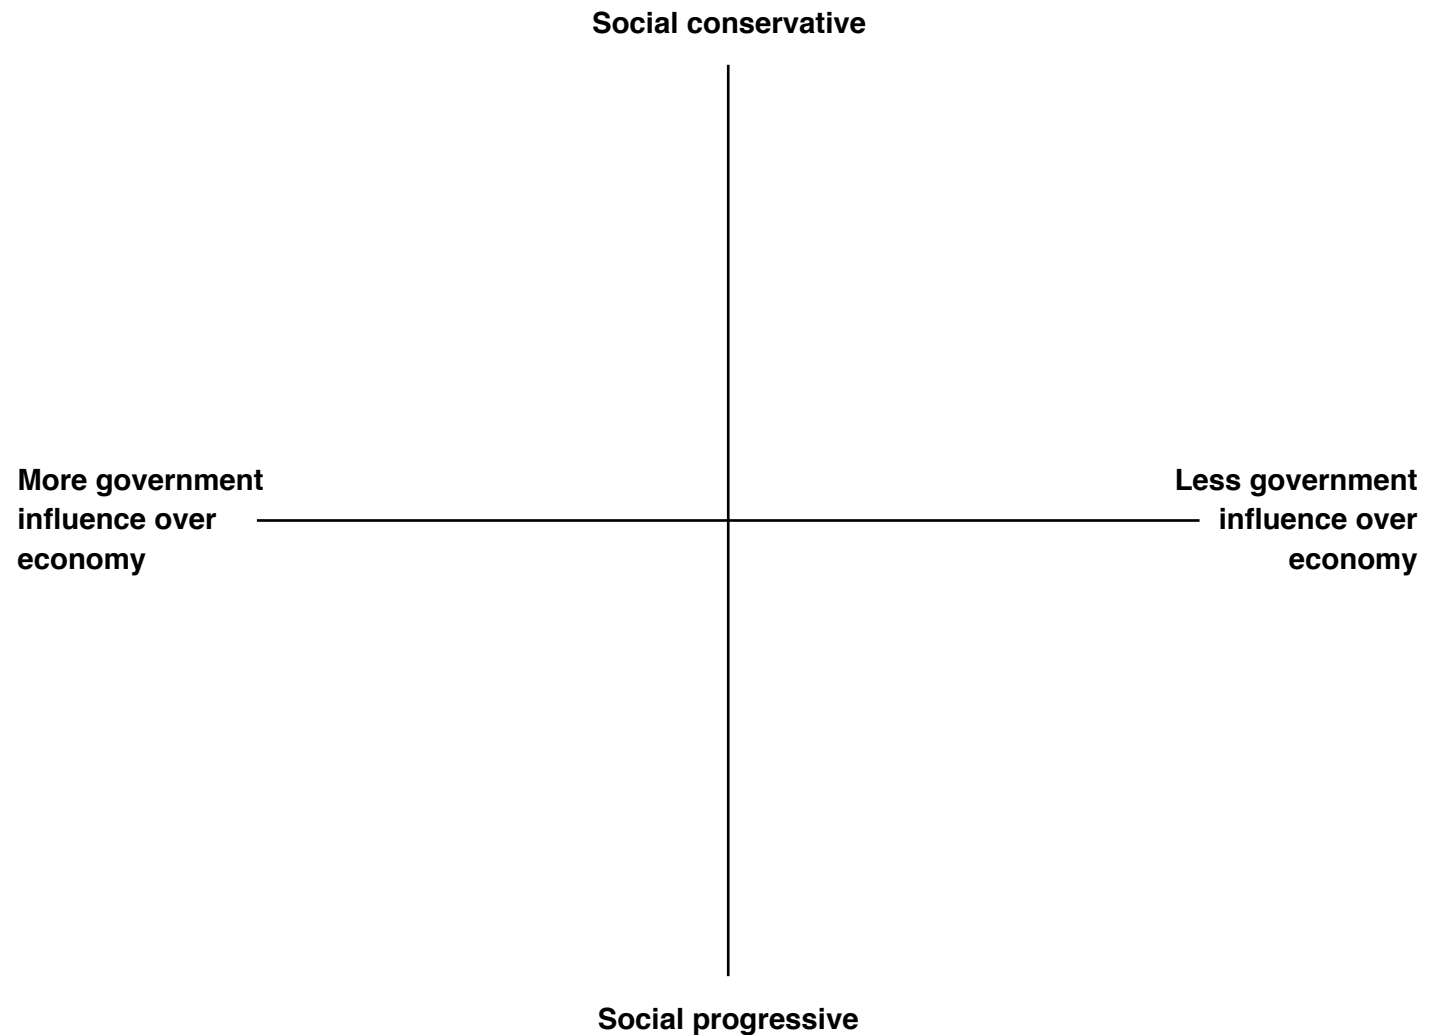 Social conservative
More government
influence over
economy
Less government
influence over
economy
Social progressive